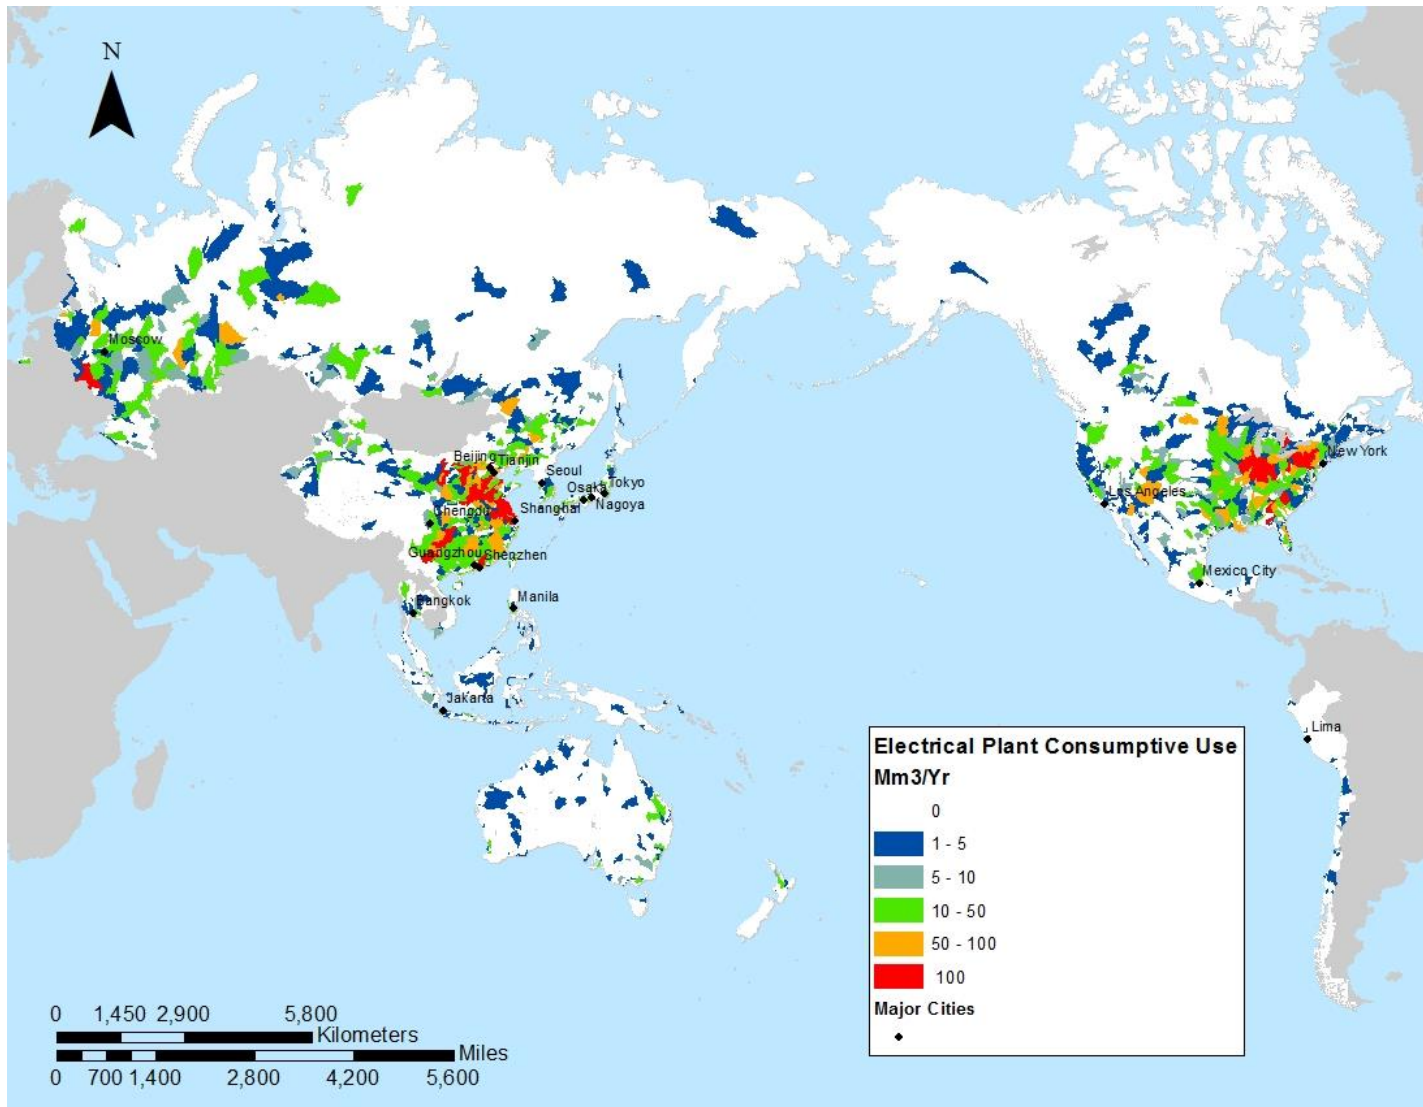 N
Moscow
Beijing
Tianjin
Seoul
Tokyo
Osaka
Nagoya
Shanghai
Chengdu
Guangzhou
Shenzhen
Bangkok
Manila
Jakarta
New York
Los Angeles
Mexico City
Lima
Electrical Plant Consumptive Use
Mm3/Yr
0
1 - 5
5 - 10
10 - 50
50 - 100
100
Major Cities
0 1,450 2,900 5,800
Kilometers
Miles
0 700 1,400 2,800 4,200 5,600